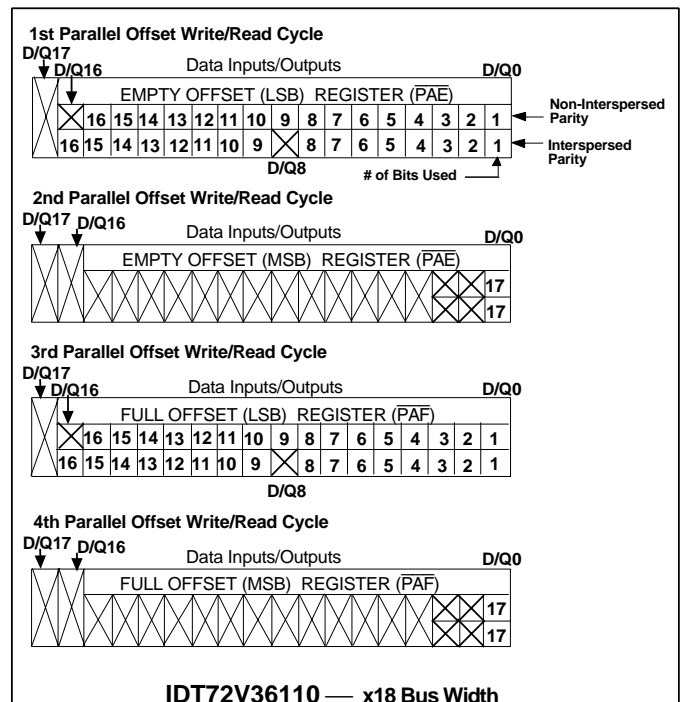 1st Parallel Offset Write/Read Cycle
D/Q17
D/Q16 Data Inputs/Outputs D/Q0
EMPTY OFFSET (LSB) REGISTER (PAE)
16 15 14 13 12 11 10 9 8 7 6 5 4 3 2 1
Non-Interspersed
Parity
16 15 14 13 12 11 10 9 8 7 6 5 4 3 2 1
Interspersed
Parity
D/Q8
# of Bits Used
2nd Parallel Offset Write/Read Cycle
D/Q17 D/Q16 Data Inputs/Outputs D/Q0
EMPTY OFFSET (MSB) REGISTER (PAE)
17
17
3rd Parallel Offset Write/Read Cycle
D/Q17
D/Q16 Data Inputs/Outputs D/Q0
FULL OFFSET (LSB) REGISTER (PAF)
16 15 14 13 12 11 10 9 8 7 6 5 4 3 2 1
16 15 14 13 12 11 10 9 8 7 6 5 4 3 2 1
D/Q8
4th Parallel Offset Write/Read Cycle
D/Q17 D/Q16 Data Inputs/Outputs D/Q0
FULL OFFSET (MSB) REGISTER (PAF)
17
17
IDT72V36110 — x18 Bus Width